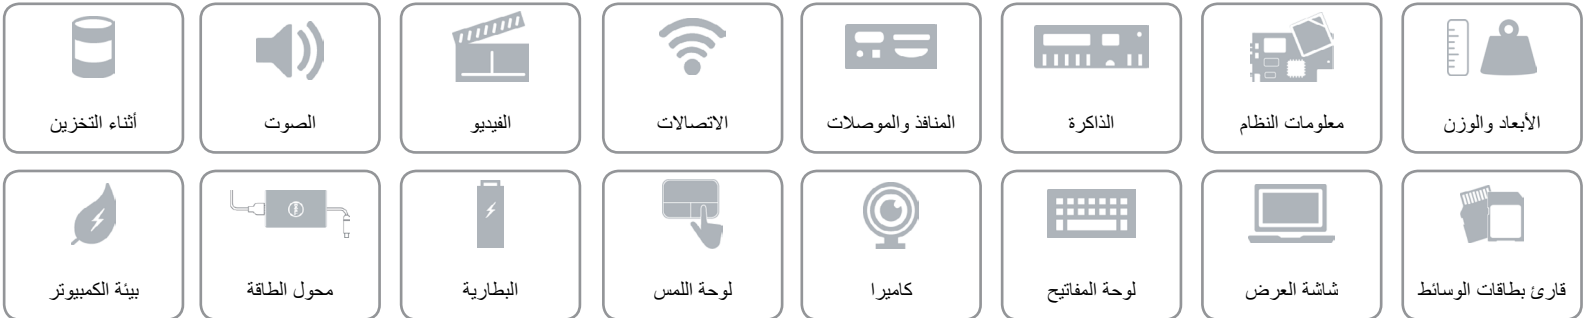 الأبعاد والوزن
معلومات النظام
الذاكرة
المنافذ والموصلات
الاتصالات
الفيديو
الصوت
أثناء التخزين
قارئ بطاقات الوسائط
شاشة العرض
لوحة المفاتيح
كاميرا
لوحة اللمس
البطارية
محول الطاقة
بيئة الكمبيوتر